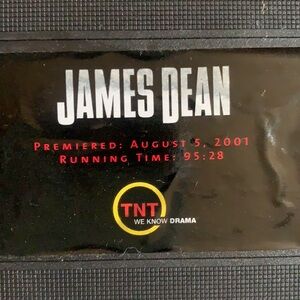 JAMES DEAN
PREMIERED: AUGUST 5, 2001
RUNNING TIME: 95:28
TNT
WE KNOW DRAMA